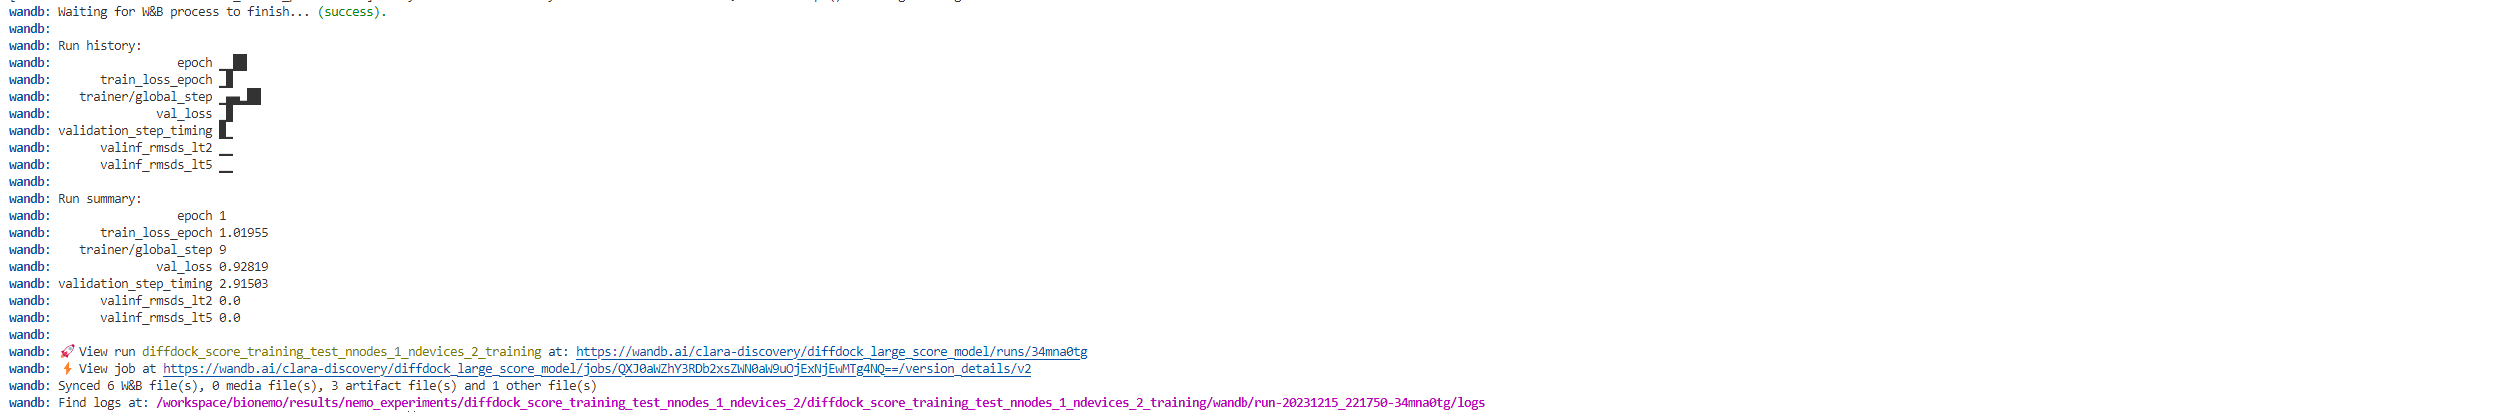 wandb: Waiting for W&B process to finish... (success).
wandb:
wandb: Run history:
wandb: epoch
wandb: train_loss_epoch
wandb: trainer/global_step
wandb: val_loss
wandb: validation_step_timing
wandb: valinf_rmsds_lt2
wandb: valinf_rmsds_lt5
wandb:
wandb: Run summary:
wandb: epoch 1
wandb: train_loss_epoch 1.01955
wandb: trainer/global_step 9
wandb: val_loss 0.92819
wandb: validation_step_timing 2.91503
wandb: valinf_rmsds_lt2 0.0
wandb: valinf_rmsds_lt5 0.0
wandb:
wandb: 🚀 View run diffdock_score_training_test_nnodes_1_ndevices_2_training at: https://wandb.ai/clara-discovery/diffdock_large_score_model/runs/34mna0tg
wandb: ⚡ View job at https://wandb.ai/clara-discovery/diffdock_large_score_model/jobs/QXJ0aWZhY3RDb2xsZWN0aW9uOjExNjEwMTg4NQ==/version_details/v2
wandb: Synced 6 W&B file(s), 0 media file(s), 3 artifact file(s) and 1 other file(s)
wandb: Find logs at: /workspace/bionemo/results/nemo_experiments/diffdock_score_training_test_nnodes_1_ndevices_2/diffdock_score_training_test_nnodes_1_ndevices_2_training/wandb/run-20231215_221750-34mna0tg/logs